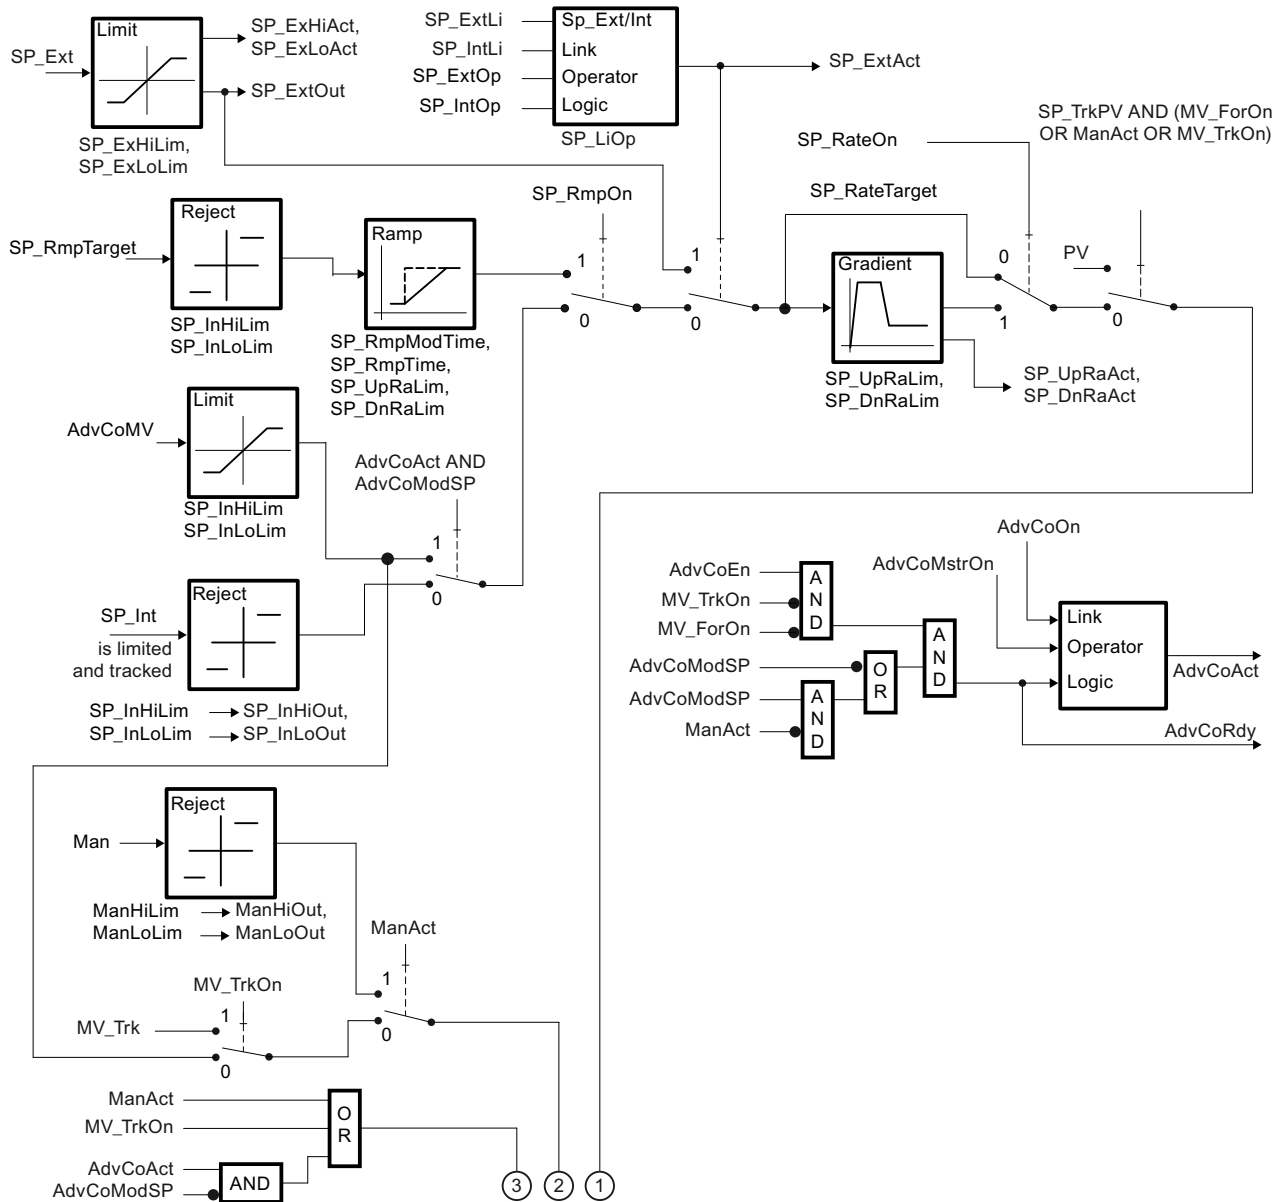 Limit
SP_Ext
SP_ExHiAct,
SP_ExLoAct
SP_ExtOut
SP_ExHiLim,
SP_ExLoLim
SP_ExtLi
SP_IntLi
SP_ExtOp
SP_IntOp
Sp_Ext/Int
Link
Operator
Logic
SP_LiOp
SP_ExtAct
SP_TrkPV AND (MV_ForOn
OR ManAct OR MV_TrkOn)
SP_RateOn
SP_RateTarget
SP_RmpOn
Reject
SP_RmpTarget
SP_InHiLim
SP_InLoLim
Ramp
SP_RmpModTime,
SP_RmpTime,
SP_UpRaLim,
SP_DnRaLim
1
0
1
0
Gradient
SP_UpRaLim,
SP_DnRaLim
0
1
PV
0
SP_UpRaAct,
SP_DnRaAct
Limit
AdvCoMV
SP_InHiLim
SP_InLoLim
AdvCoAct AND
AdvCoModSP
1
0
Reject
SP_Int
is limited
and tracked
SP_InHiLim
SP_InHiOut,
SP_InLoLim
SP_InLoOut
AdvCoOn
AdvCoMstrOn
AdvCoEn
MV_TrkOn
MV_ForOn
AND
AdvCoModSP
AdvCoModSP
ManAct
AND
OR
AND
Link
Operator
Logic
AdvCoAct
AdvCoRdy
Reject
Man
ManHiLim
ManHiOut,
ManLoLim
ManLoOut
ManAct
1
0
MV_TrkOn
MV_Trk
1
0
ManAct
MV_TrkOn
OR
AdvCoAct
AdvCoModSP
AND
3
2
1